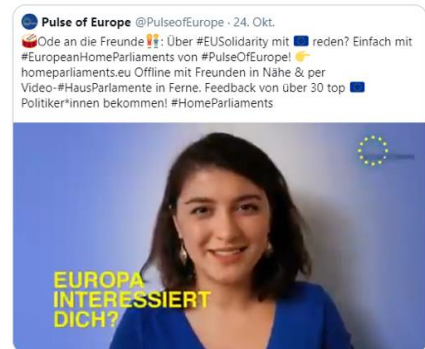 Pulse of Europe @PulseofEurope · 24. Okt.
🥁Ode an die Freunde👫: Über #EUSolidarity mit 🇪🇺 reden? Einfach mit
#EuropeanHomeParliaments von #PulseOfEurope! 👉
homeparliaments.eu Offline mit Freunden in Nähe & per
Video-#HausParlamente in Ferne. Feedback von über 30 top 🇪🇺
Politiker*innen bekommen! #HomeParliaments
EUROPA
INTERESSIERT
DICH?